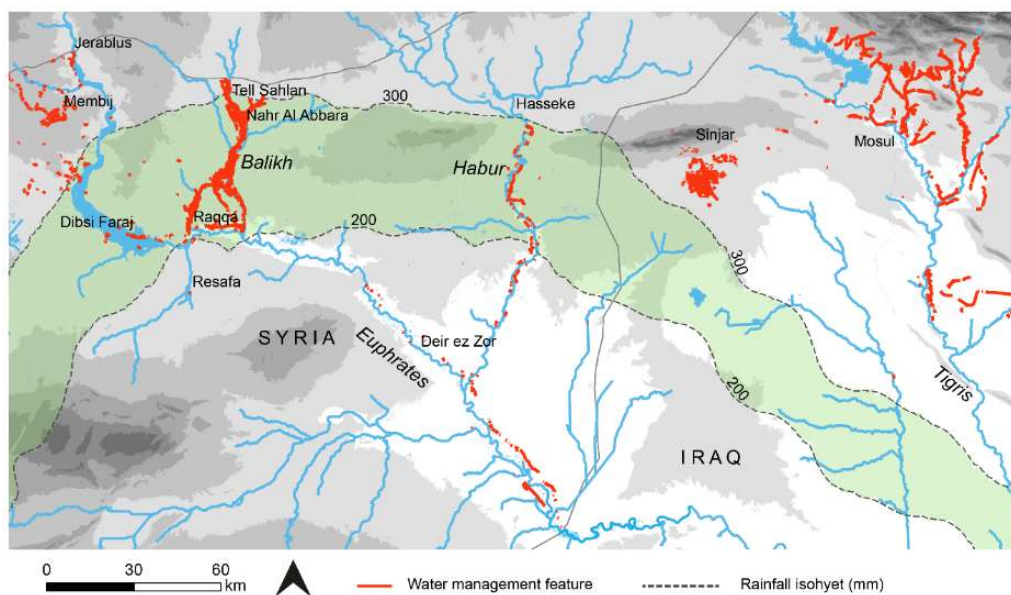 Jerablus
Tell Sahlan
Membij
300
Nahr Al Abbara
Hasseke
Sinjar
Mosul
Balikh
Habur
Dibsi Faraj
Raqqa
200
300
Resafa
SYRIA
Euphrates
Deir ez Zor
200
Tigris
IRAQ
0 30 60
km
Water management feature
Rainfall isohyet (mm)